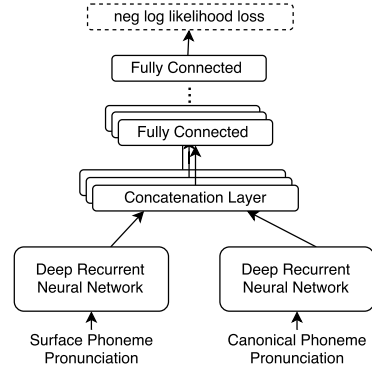 neg log likelihood loss
Fully Connected
Fully Connected
Concatenation Layer
Deep Recurrent
Neural Network
Deep Recurrent
Neural Network
Surface Phoneme
Pronunciation
Canonical Phoneme
Pronunciation